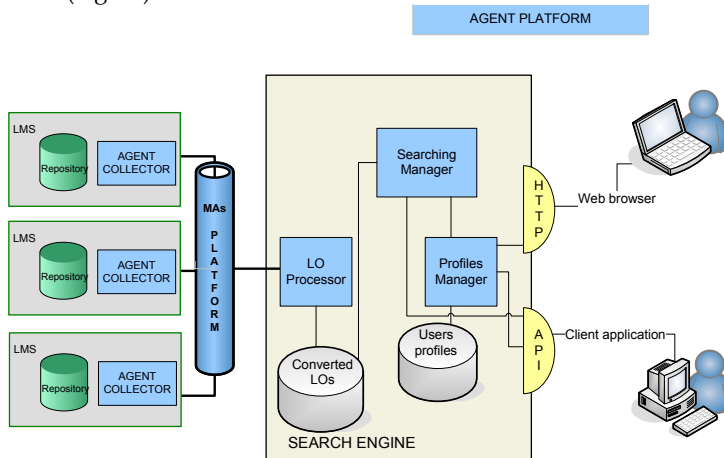 AGENT PLATFORM
LMS
Repository
AGENT
COLLECTOR
LMS
Repository
AGENT
COLLECTOR
LMS
Repository
AGENT
COLLECTOR
MAs
P
L
A
T
F
O
R
M
LO
Processor
Converted
LOs
Searching
Manager
Profiles
Manager
Users
profiles
SEARCH ENGINE
H
T
T
P
Web browser
A
P
I
Client application